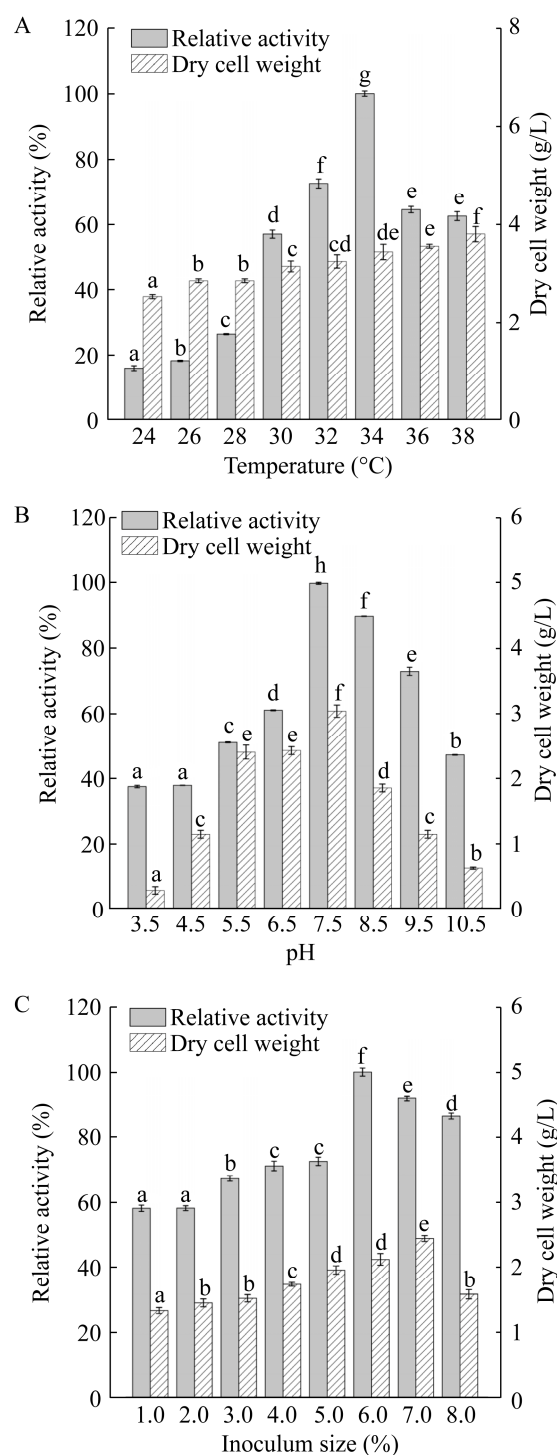 A
Relative activity
Dry cell weight
120
100
80
60
40
20
0
Relative activity (%)
8
6
4
2
0
Dry cell weight (g/L)
a a b b c b d c f cd g de e e e f
24 26 28 30 32 34 36 38
Temperature (°C)
B
Relative activity
Dry cell weight
120
100
80
60
40
20
0
Relative activity (%)
6
5
4
3
2
1
0
Dry cell weight (g/L)
a a a c c e d e h f f d e c b b
3.5 4.5 5.5 6.5 7.5 8.5 9.5 10.5
pH
C
Relative activity
Dry cell weight
120
100
80
60
40
20
0
Relative activity (%)
6
5
4
3
2
1
0
Dry cell weight (g/L)
a a a b b b c c c d f d e e d b
1.0 2.0 3.0 4.0 5.0 6.0 7.0 8.0
Inoculum size (%)